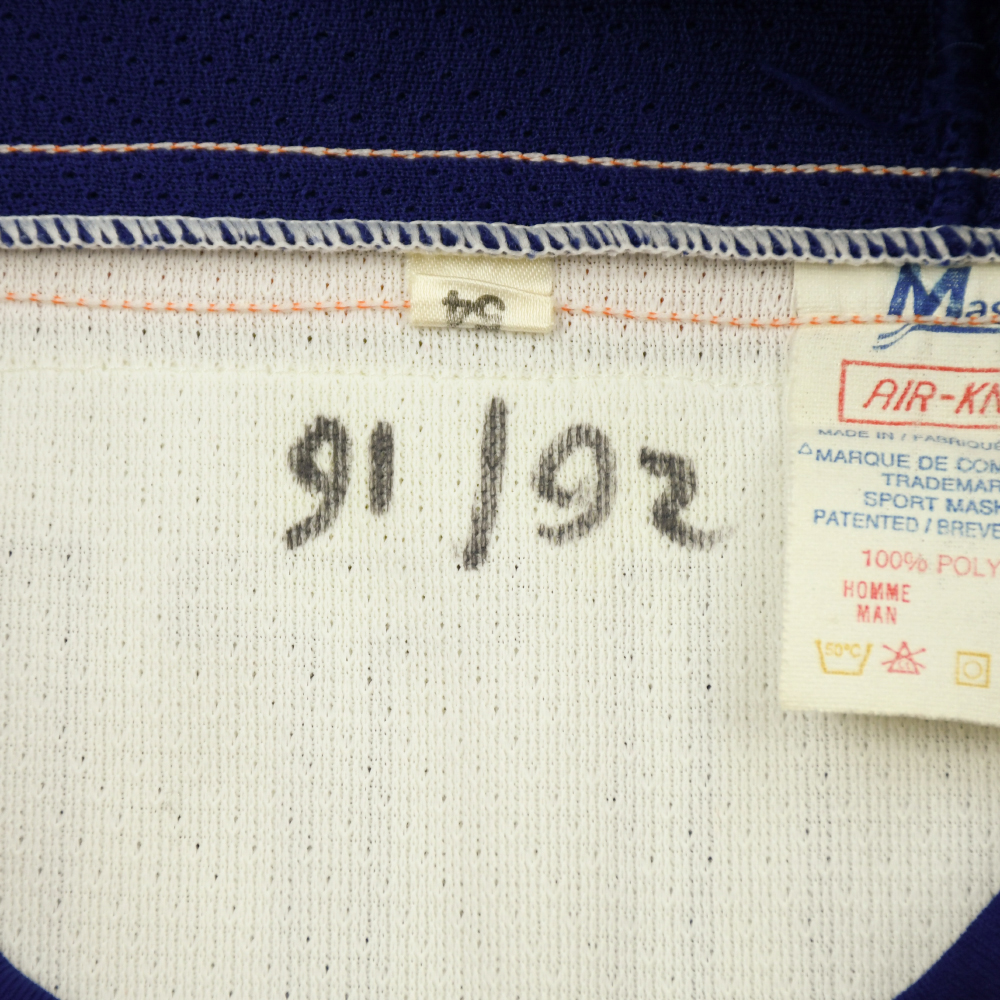 54
91/92
AIR-KN
MADE IN / FABRIQUÉ
MARQUE DE COM
TRADEMAR
SPORT MASK
PATENTED / BREVE
100% POLY
HOMME
MAN
50°C